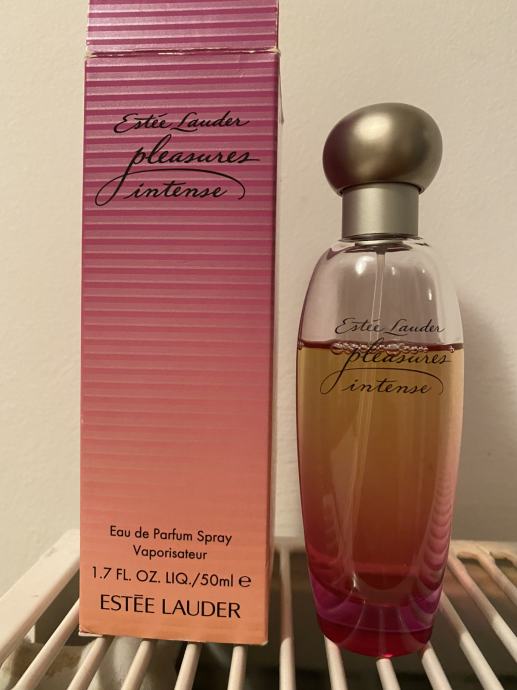 Estée Lauder
pleasures
intense
Eau de Parfum Spray
Vaporisateur
1.7 FL. OZ. LIQ./50ml ℮
ESTĒE LAUDER
Estée Lauder
pleasures
intense